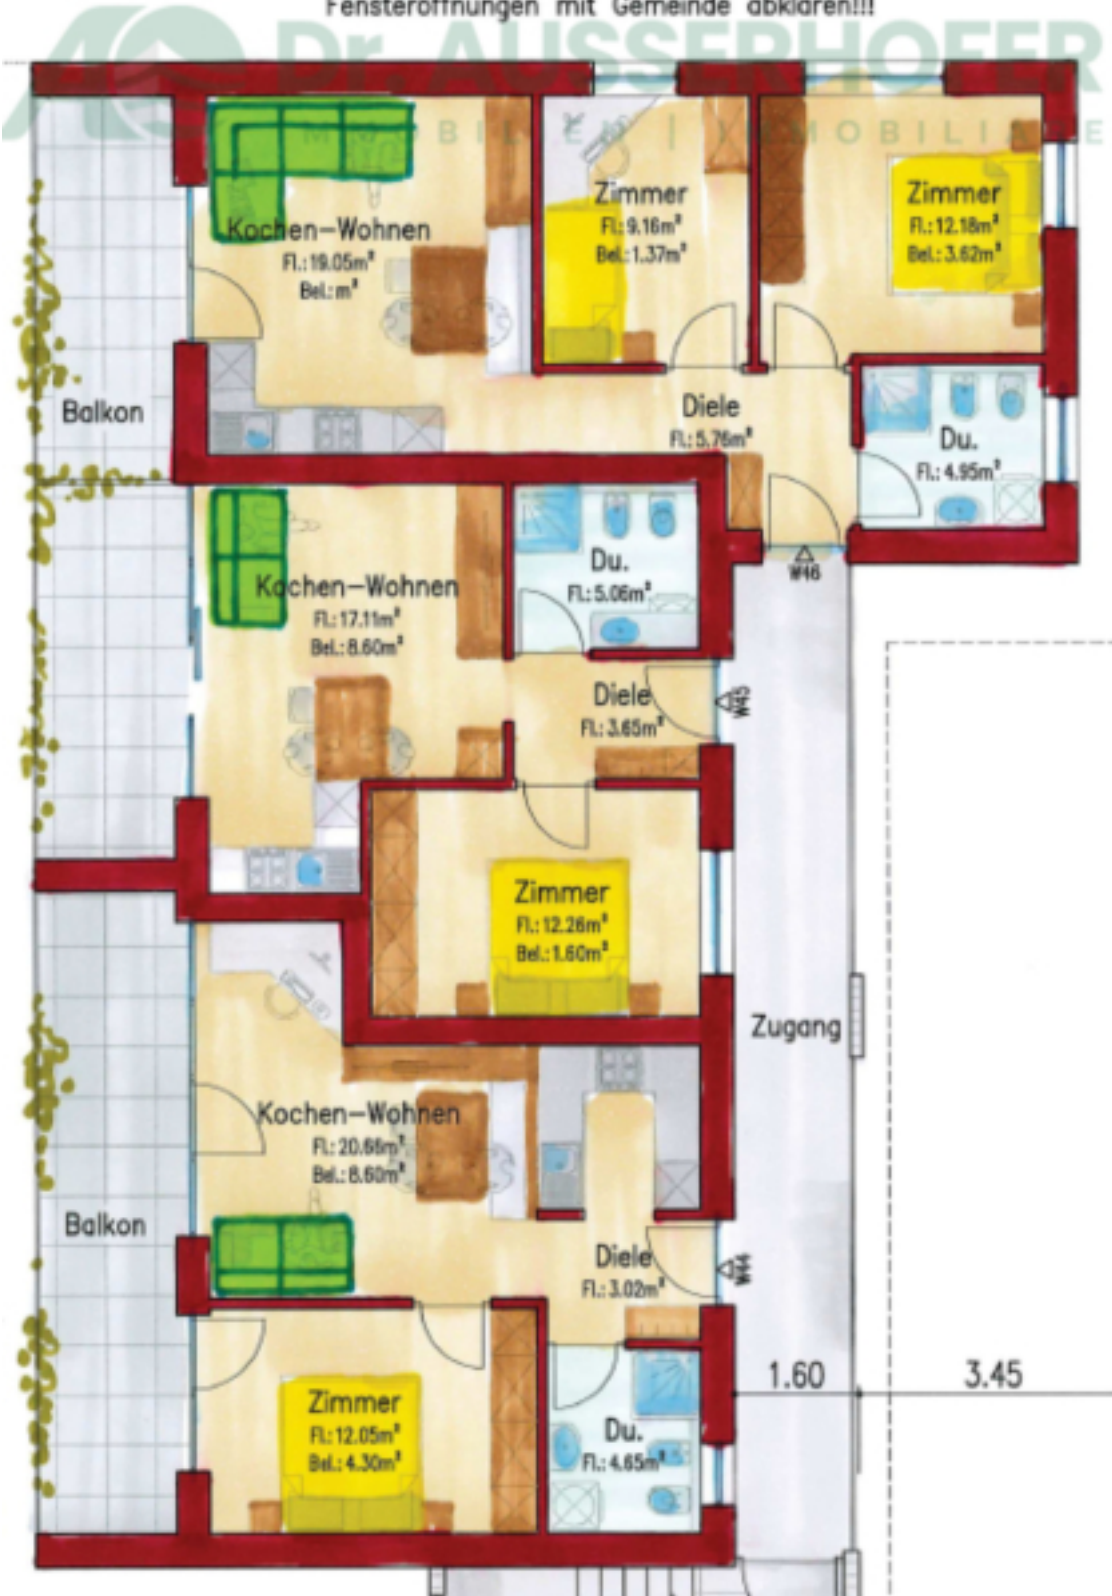 Fensteröffnungen mit Gemeinde abklären!!!
Dr. AUSSERHOFER
IMMOBILIEN | IMMOBILIARE
Kochen-Wohnen
Fl.:19.05m²
Bel.:m²
Zimmer
Fl.:9.16m²
Bel.:1.37m²
Zimmer
Fl.:12.18m²
Bel.:3.62m²
Balkon
Diele
Fl.:5.76m²
Du.
Fl.:4.95m²
W46
Kochen-Wohnen
Fl.:17.11m²
Bel.:8.60m²
Du.
Fl.:5.06m²
Diele
Fl.:3.65m²
W45
Zimmer
Fl.:12.26m²
Bel.:1.60m²
Zugang
Kochen-Wohnen
Fl.:20.66m²
Bel.:8.60m²
Balkon
Diele
Fl.:3.02m²
W44
1.60
3.45
Zimmer
Fl.:12.05m²
Bel.:4.30m²
Du.
Fl.:4.65m²